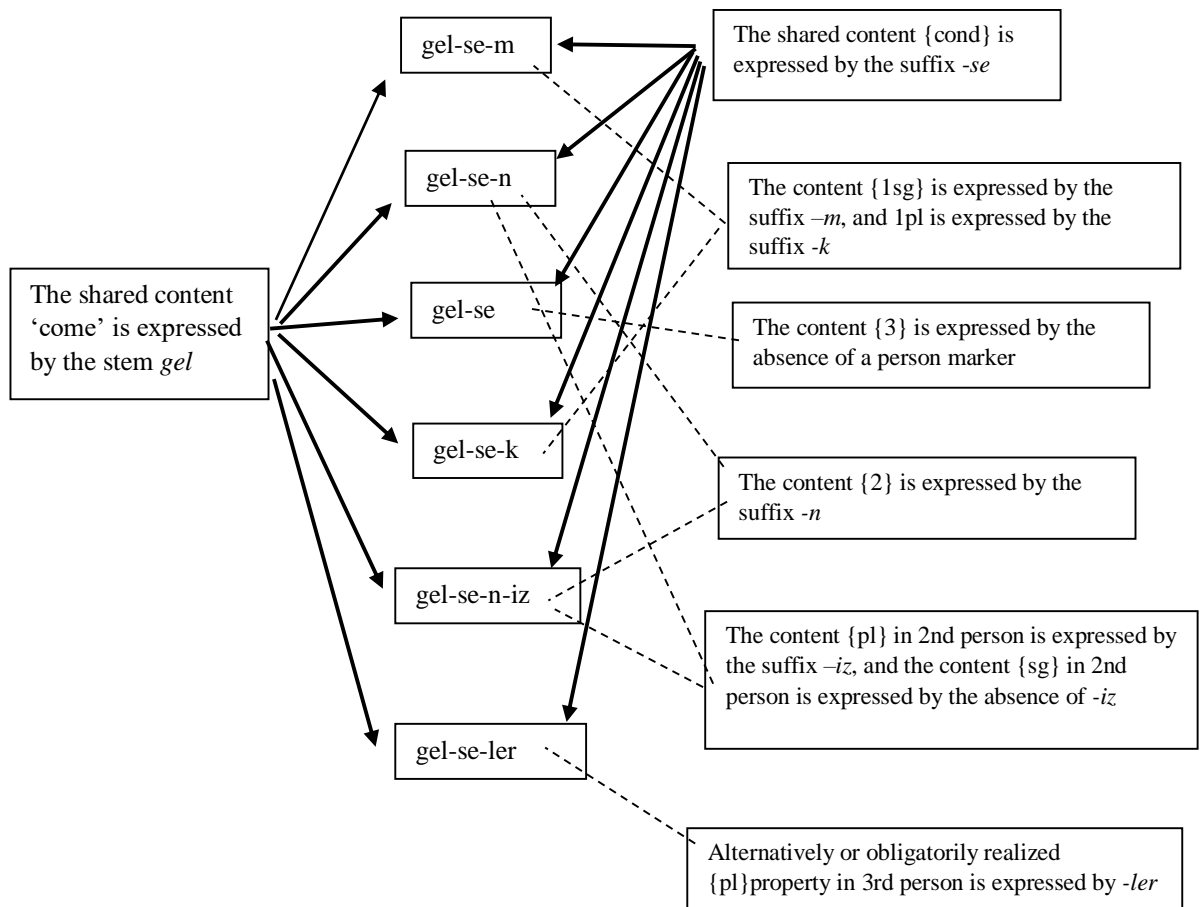 gel-se-m
The shared content {cond} is
expressed by the suffix -se
gel-se-n
The content {1sg} is expressed by the
suffix –m, and 1pl is expressed by the
suffix -k
The shared content
‘come’ is expressed
by the stem gel
gel-se
The content {3} is expressed by the
absence of a person marker
gel-se-k
The content {2} is expressed by the
suffix -n
gel-se-n-iz
The content {pl} in 2nd person is expressed by
the suffix –iz, and the content {sg} in 2nd
person is expressed by the absence of -iz
gel-se-ler
Alternatively or obligatorily realized
{pl}property in 3rd person is expressed by -ler